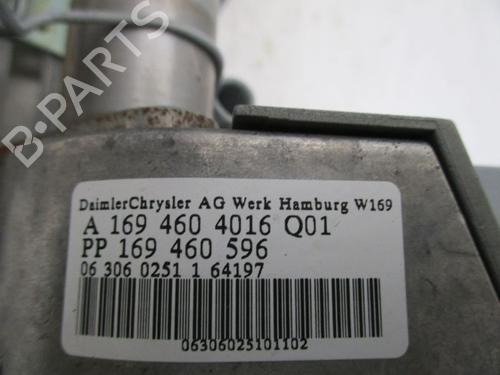 B-PARTS
DaimlerChrysler AG Werk Hamburg W169
A 169 460 4016 Q01
PP 169 460 596
06 306 0251 1 64197
06306025101102